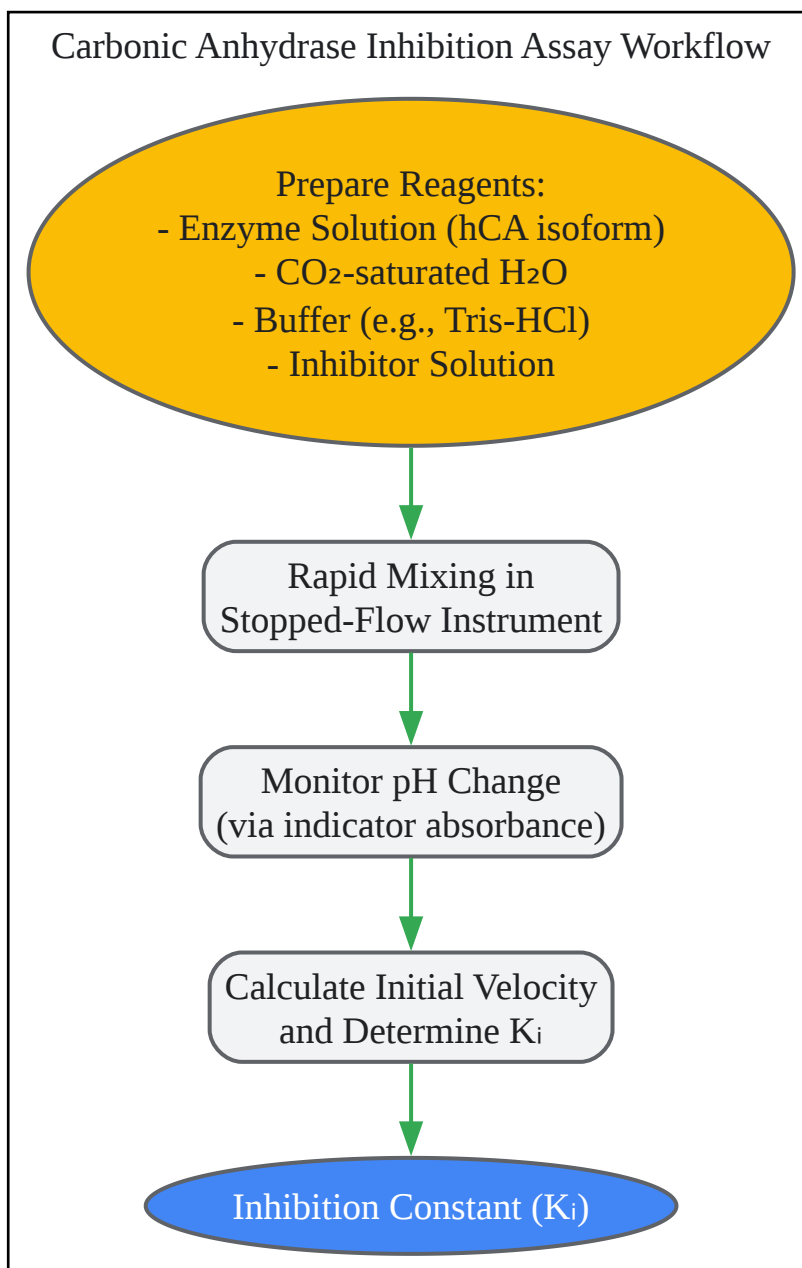 Carbonic Anhydrase Inhibition Assay Workflow
Prepare Reagents:
- Enzyme Solution (hCA isoform)
- CO₂-saturated H₂O
- Buffer (e.g., Tris-HCl)
- Inhibitor Solution
Rapid Mixing in
Stopped-Flow Instrument
Monitor pH Change
(via indicator absorbance)
Calculate Initial Velocity
and Determine Kᵢ
Inhibition Constant (Kᵢ)